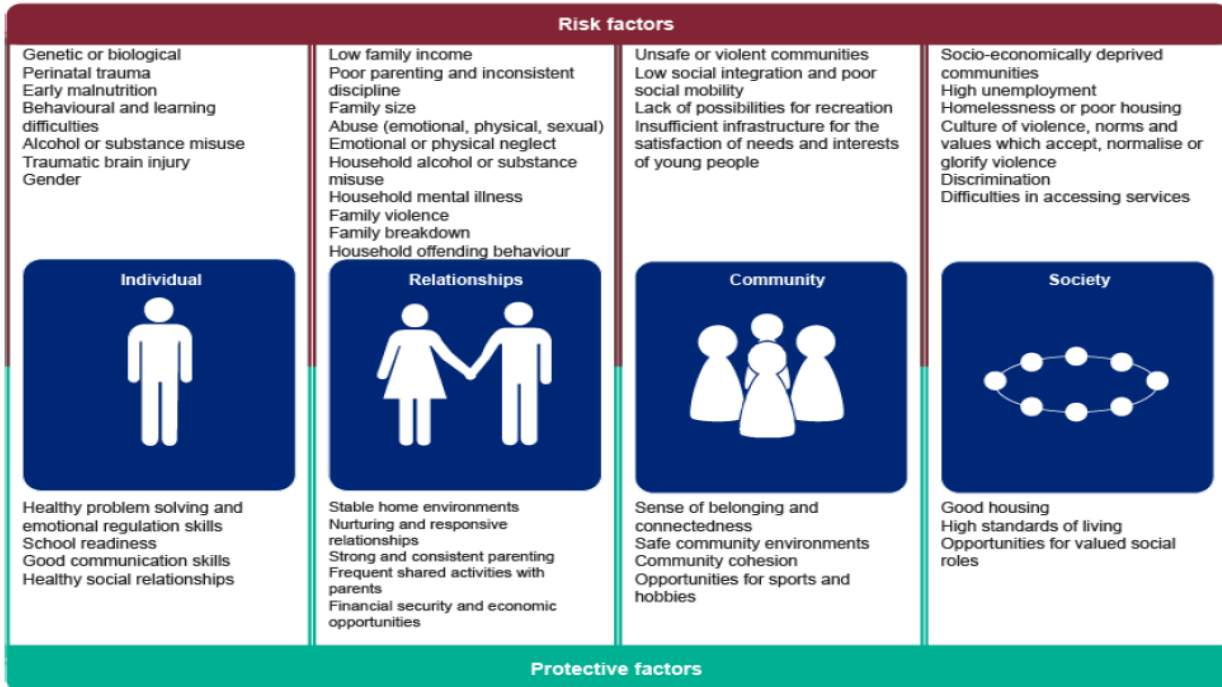 Risk factors
Genetic or biological
Perinatal trauma
Early malnutrition
Behavioural and learning
difficulties
Alcohol or substance misuse
Traumatic brain injury
Gender
Low family income
Poor parenting and inconsistent
discipline
Family size
Abuse (emotional, physical, sexual)
Emotional or physical neglect
Household alcohol or substance
misuse
Household mental illness
Family violence
Family breakdown
Household offending behaviour
Unsafe or violent communities
Low social integration and poor
social mobility
Lack of possibilities for recreation
Insufficient infrastructure for the
satisfaction of needs and interests
of young people
Socio-economically deprived
communities
High unemployment
Homelessness or poor housing
Culture of violence, norms and
values which accept, normalise or
glorify violence
Discrimination
Difficulties in accessing services
Individual
Relationships
Community
Society
Healthy problem solving and
emotional regulation skills
School readiness
Good communication skills
Healthy social relationships
Stable home environments
Nurturing and responsive
relationships
Strong and consistent parenting
Frequent shared activities with
parents
Financial security and economic
opportunities
Sense of belonging and
connectedness
Safe community environments
Community cohesion
Opportunities for sports and
hobbies
Good housing
High standards of living
Opportunities for valued social
roles
Protective factors